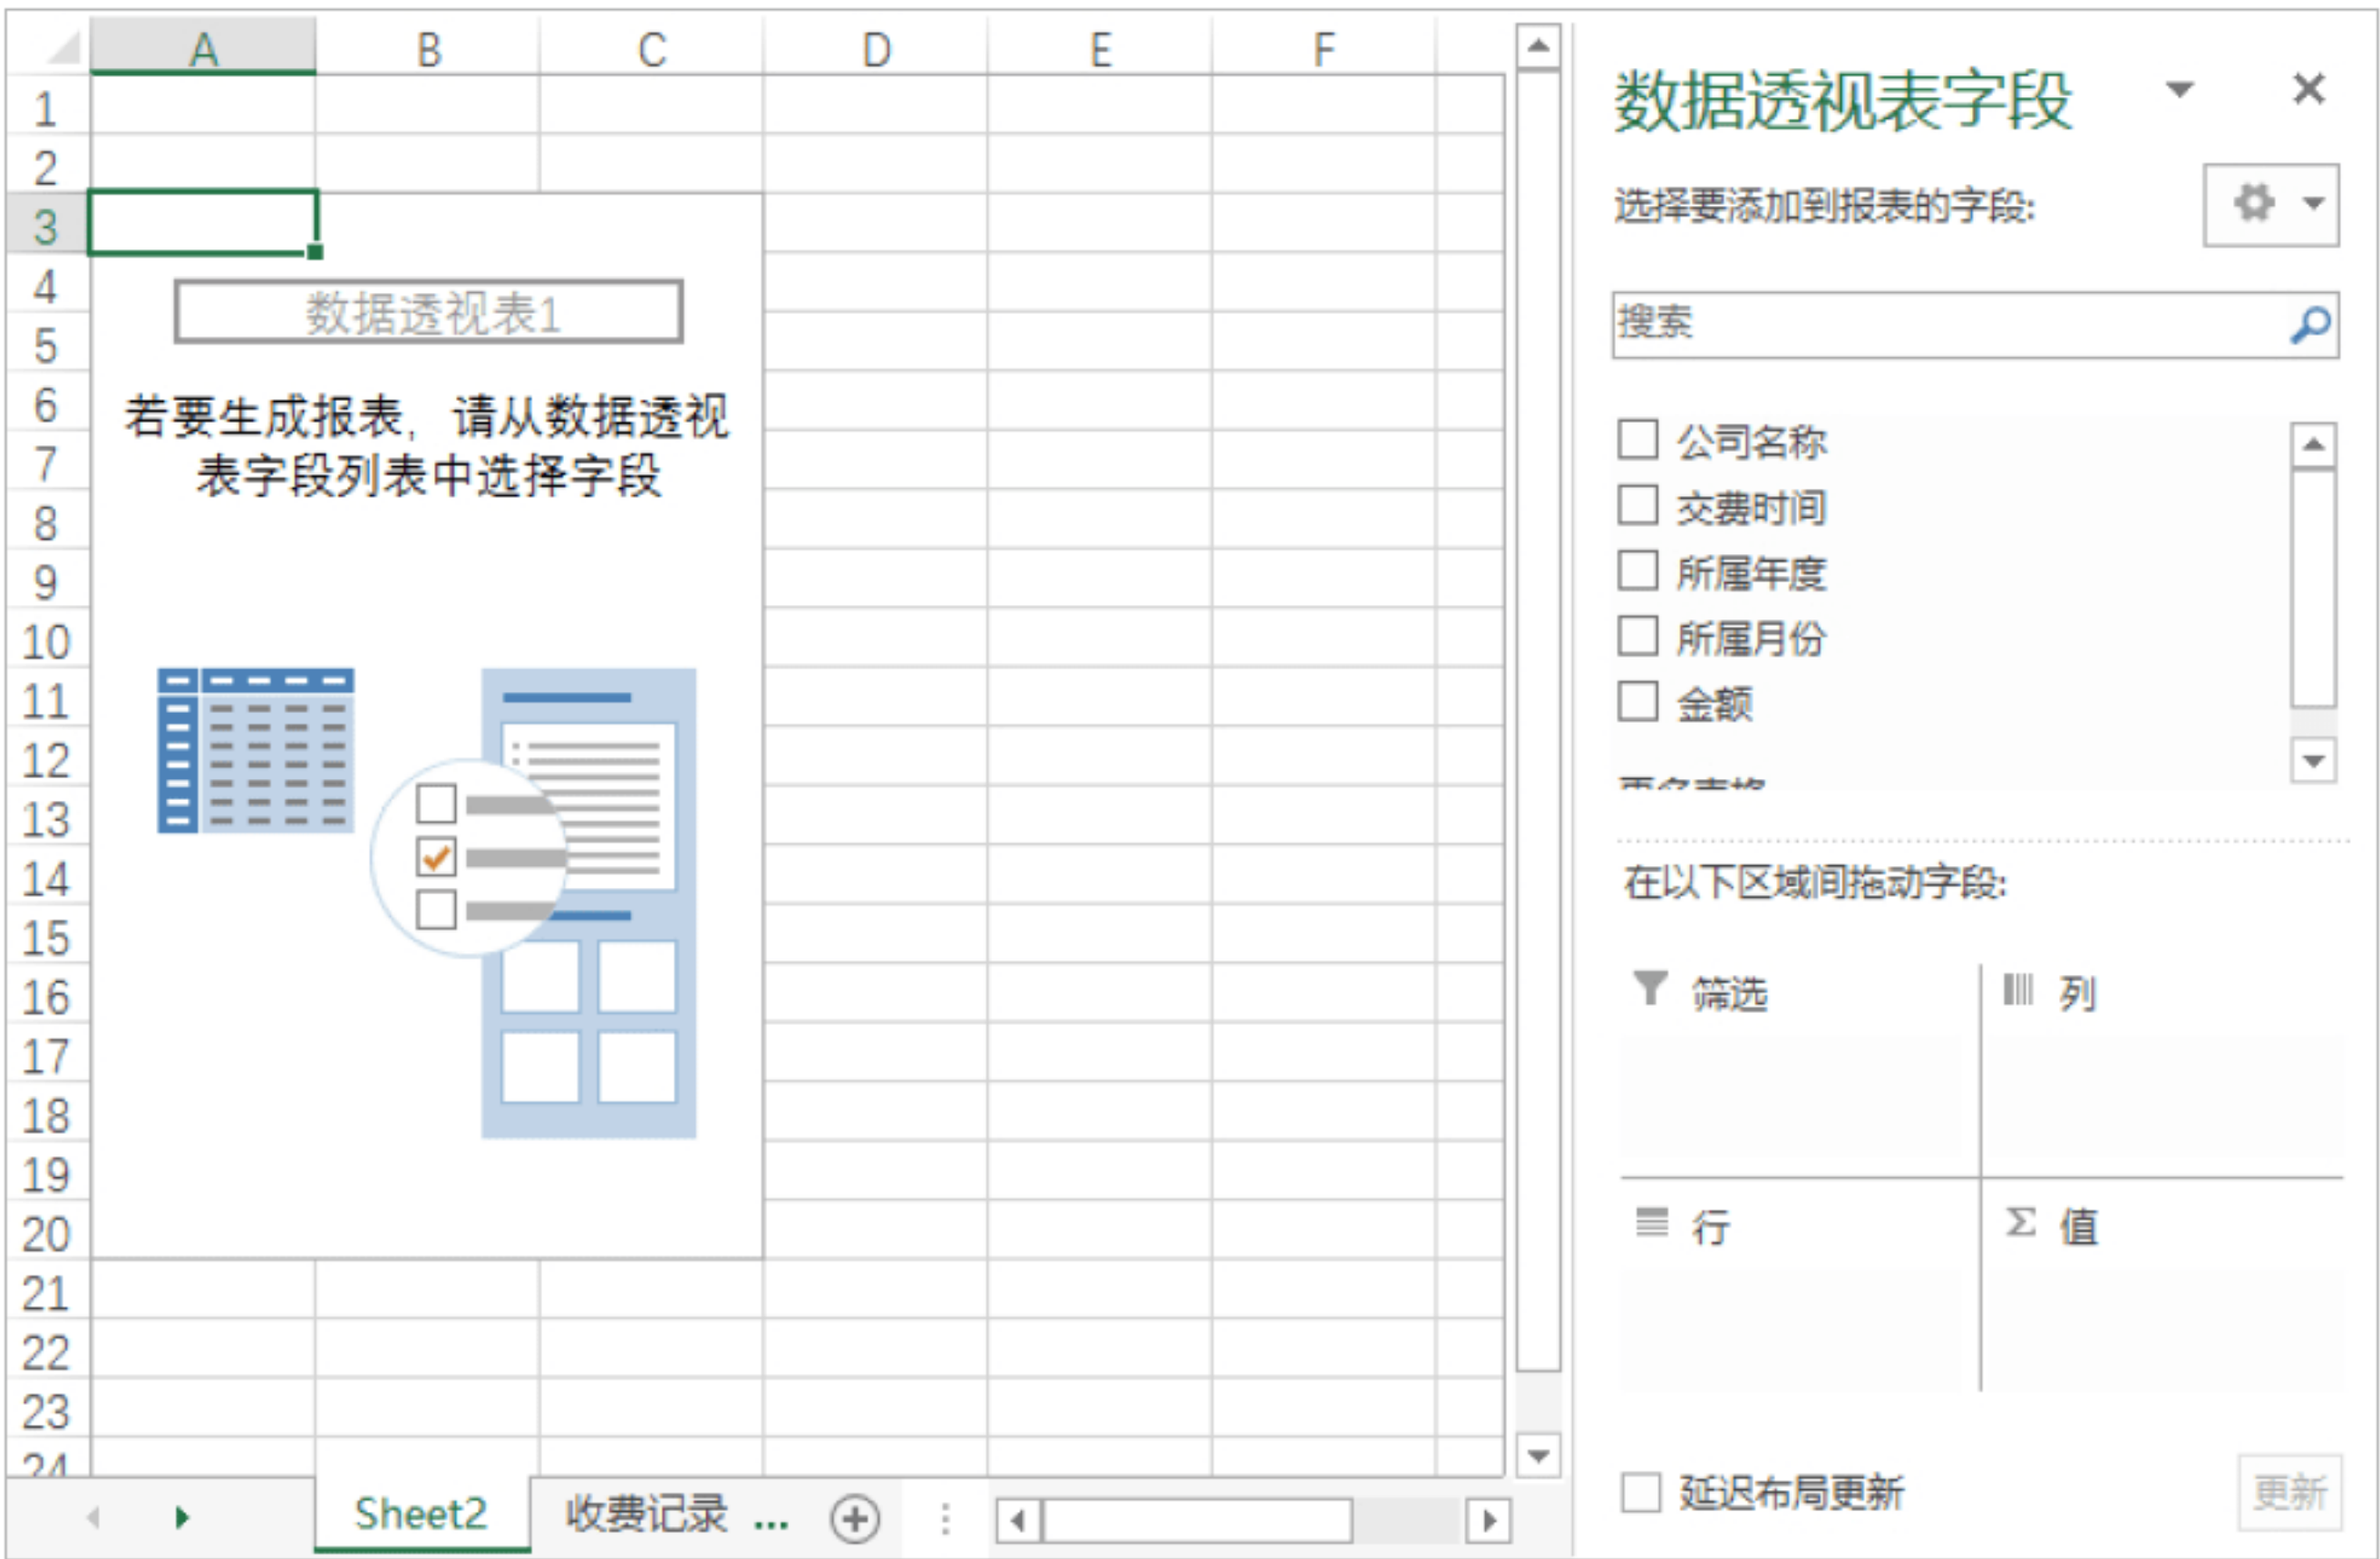 A B C D E F
1
2
3
4
数据透视表1
5
6
若要生成报表，请从数据透视
7
表字段列表中选择字段
8
9
10
11
12
13
14
15
16
17
18
19
20
21
22
23
24
Sheet2 收费记录 ...
数据透视表字段
选择要添加到报表的字段:
搜索
公司名称
交费时间
所属年度
所属月份
金额
更多表格
在以下区域间拖动字段:
筛选
列
行
Σ 值
延迟布局更新
更新